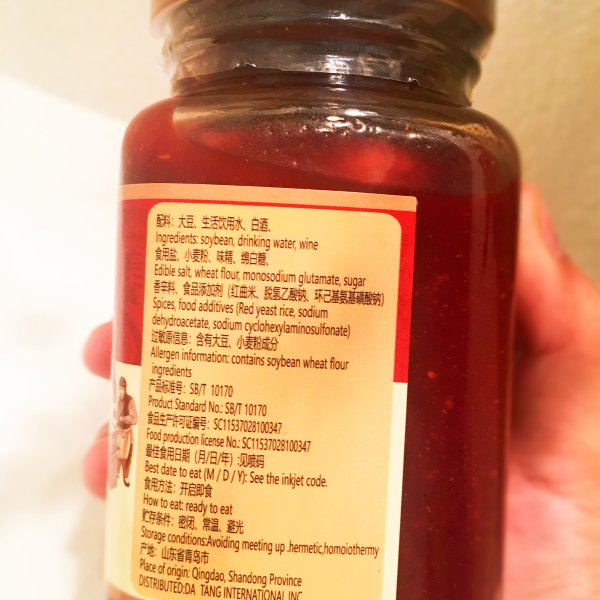 配料：大豆、生活饮用水、白酒、
Ingredients: soybean, drinking water, wine
食用盐、小麦粉、味精、绵白糖、
Edible salt, wheat flour, monosodium glutamate, sugar
香辛料、食品添加剂（红曲米、脱氢乙酸钠、环己基氨基磺酸钠）
Spices, food additives (Red yeast rice, sodium
dehydroacetate, sodium cyclohexylaminosulfonate)
过敏原信息：含有大豆、小麦粉成分
Allergen information: contains soybean wheat flour
ingredients
产品标准号：SB/T 10170
Product Standard No.: SB/T 10170
食品生产许可证编号：SC11537028100347
Food production license No.: SC11537028100347
最佳食用日期（月/日/年）:见喷码
Best date to eat (M / D / Y): See the inkjet code.
食用方法：开启即食
How to eat: ready to eat
贮存条件：密闭、常温、避光
Storage conditions:Avoiding meeting up .hermetic,homoiothermy
产地：山东省青岛市
Place of origin: Qingdao, Shandong Province
DISTRIBUTED:DA TANG INTERNATIONAL INC